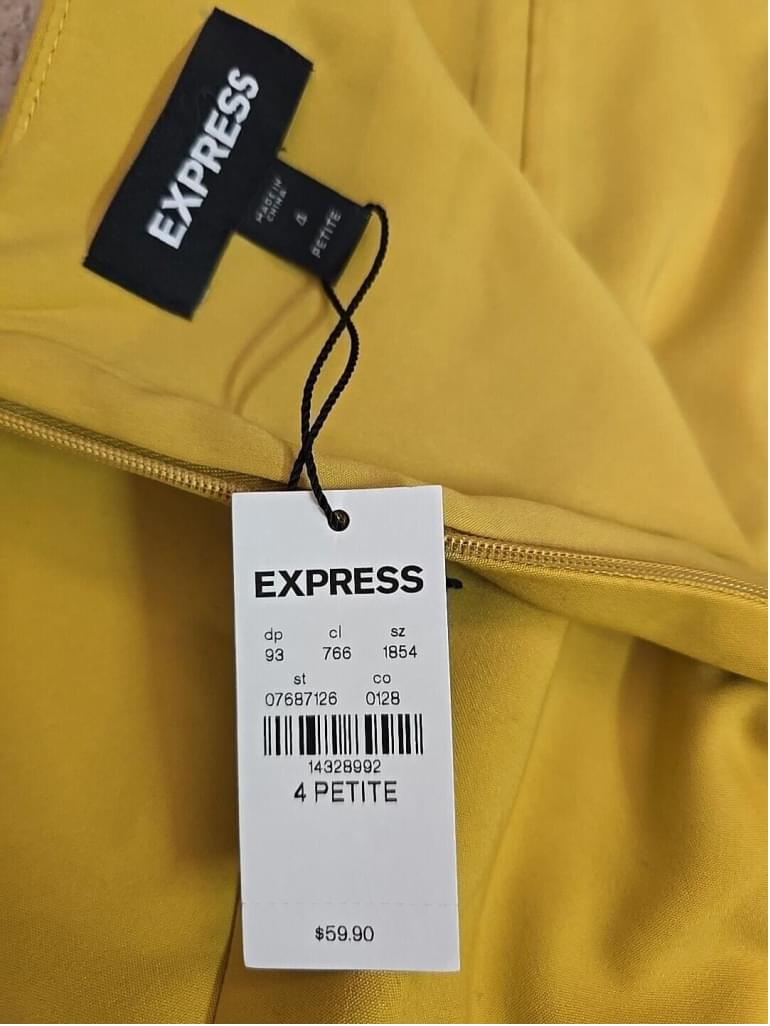 EXPRESS
MADE IN
CHINA
4
PETITE
EXPRESS
dp cl sz
93 766 1854
st co
07687126 0128
14328992
4 PETITE
$59.90